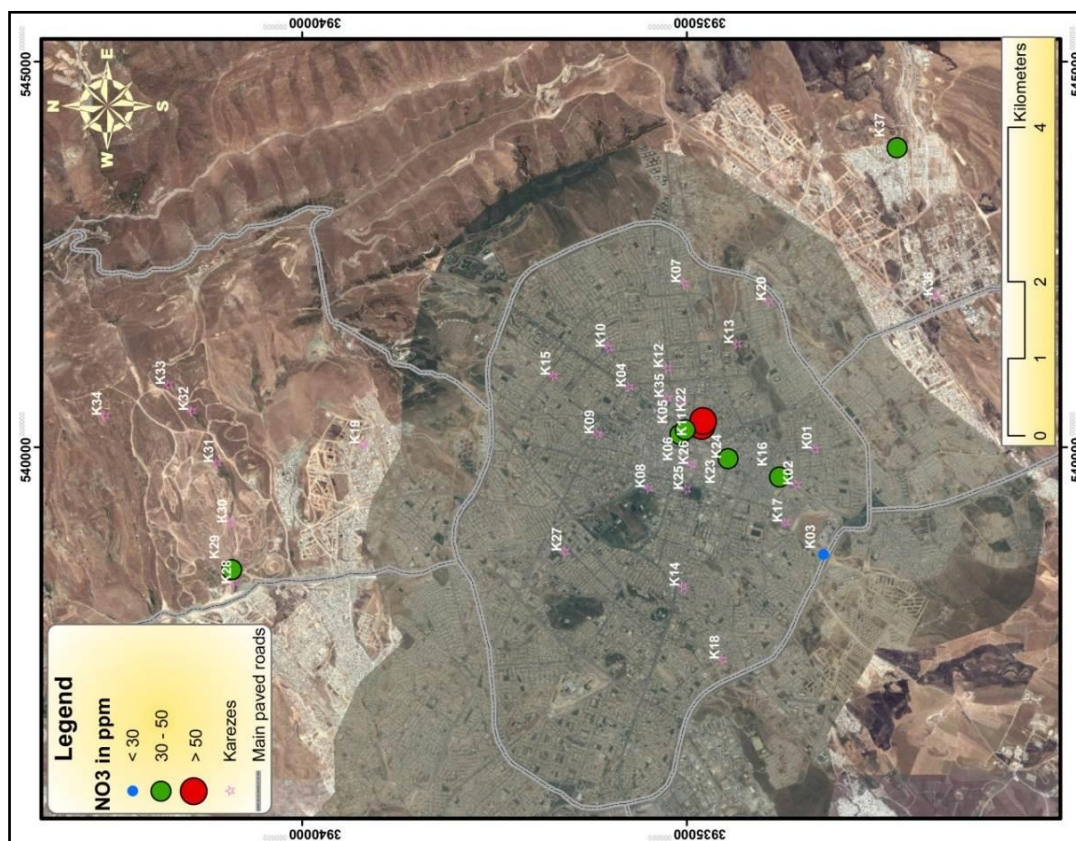 Legend
NO3 in ppm
< 30
30 - 50
> 50
Karezes
Main paved roads
N
E
S
W
545000
540000
3940000
3935000
3940000
3935000
545000
540000
K34
K33
K32
K31
K30
K29
K28
K19
K15
K10
K07
K09
K04
K12
K35
K05
K22
K11
K06
K26
K25
K08
K27
K14
K24
K23
K13
K20
K16
K01
K02
K17
K03
K18
K37
K36
Kilometers
0
1
2
4